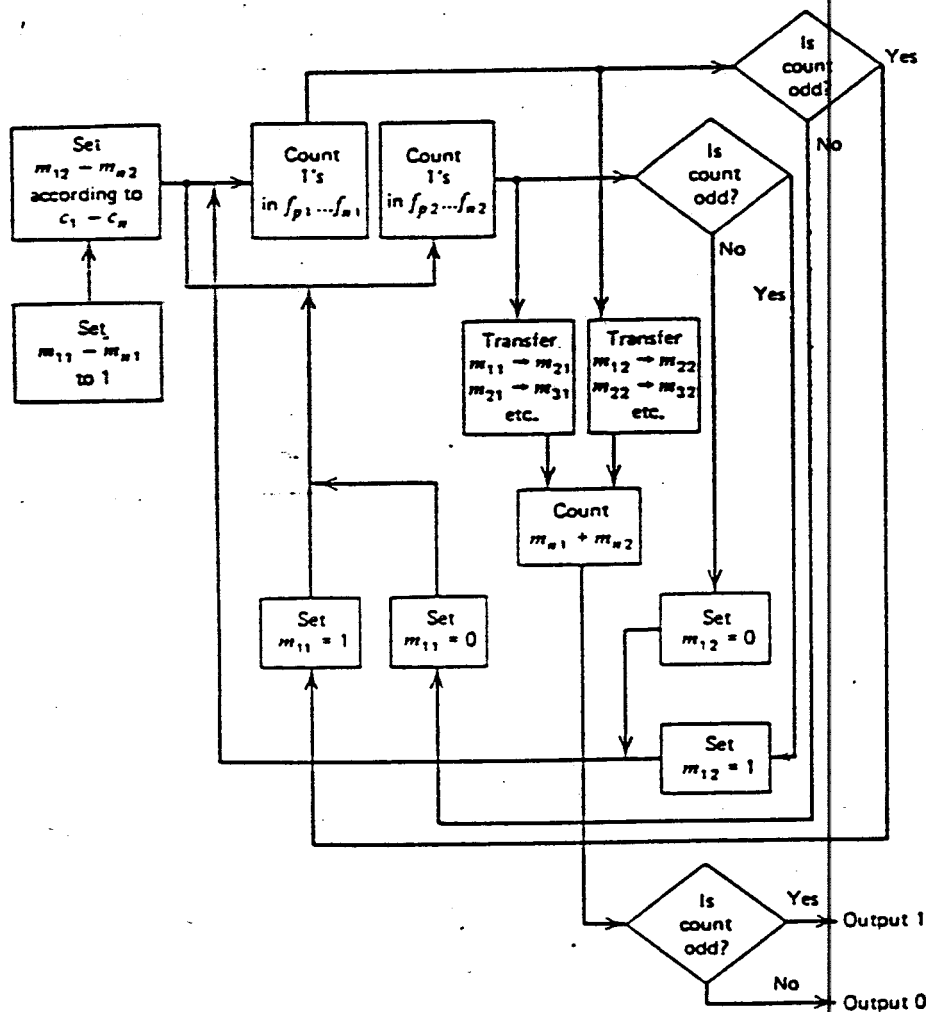 Is
count
odd?
Yes
No
Set
m₁₂ – mₙ₂
according to
c₁ – cₙ
Count
1's
in fₚ₁...fₙ₁
Count
1's
in fₚ₂...fₙ₂
Is
count
odd?
No
Yes
Set
m₁₁ – mₙ₁
to 1
Transfer
m₁₁ → m₂₁
m₂₁ → m₃₁
etc.
Transfer
m₁₂ → m₂₂
m₂₂ → m₃₂
etc.
Count
mₙ₁ + mₙ₂
Set
m₁₁ = 1
Set
m₁₁ = 0
Set
m₁₂ = 0
Set
m₁₂ = 1
Is
count
odd?
Yes
Output 1
No
Output 0